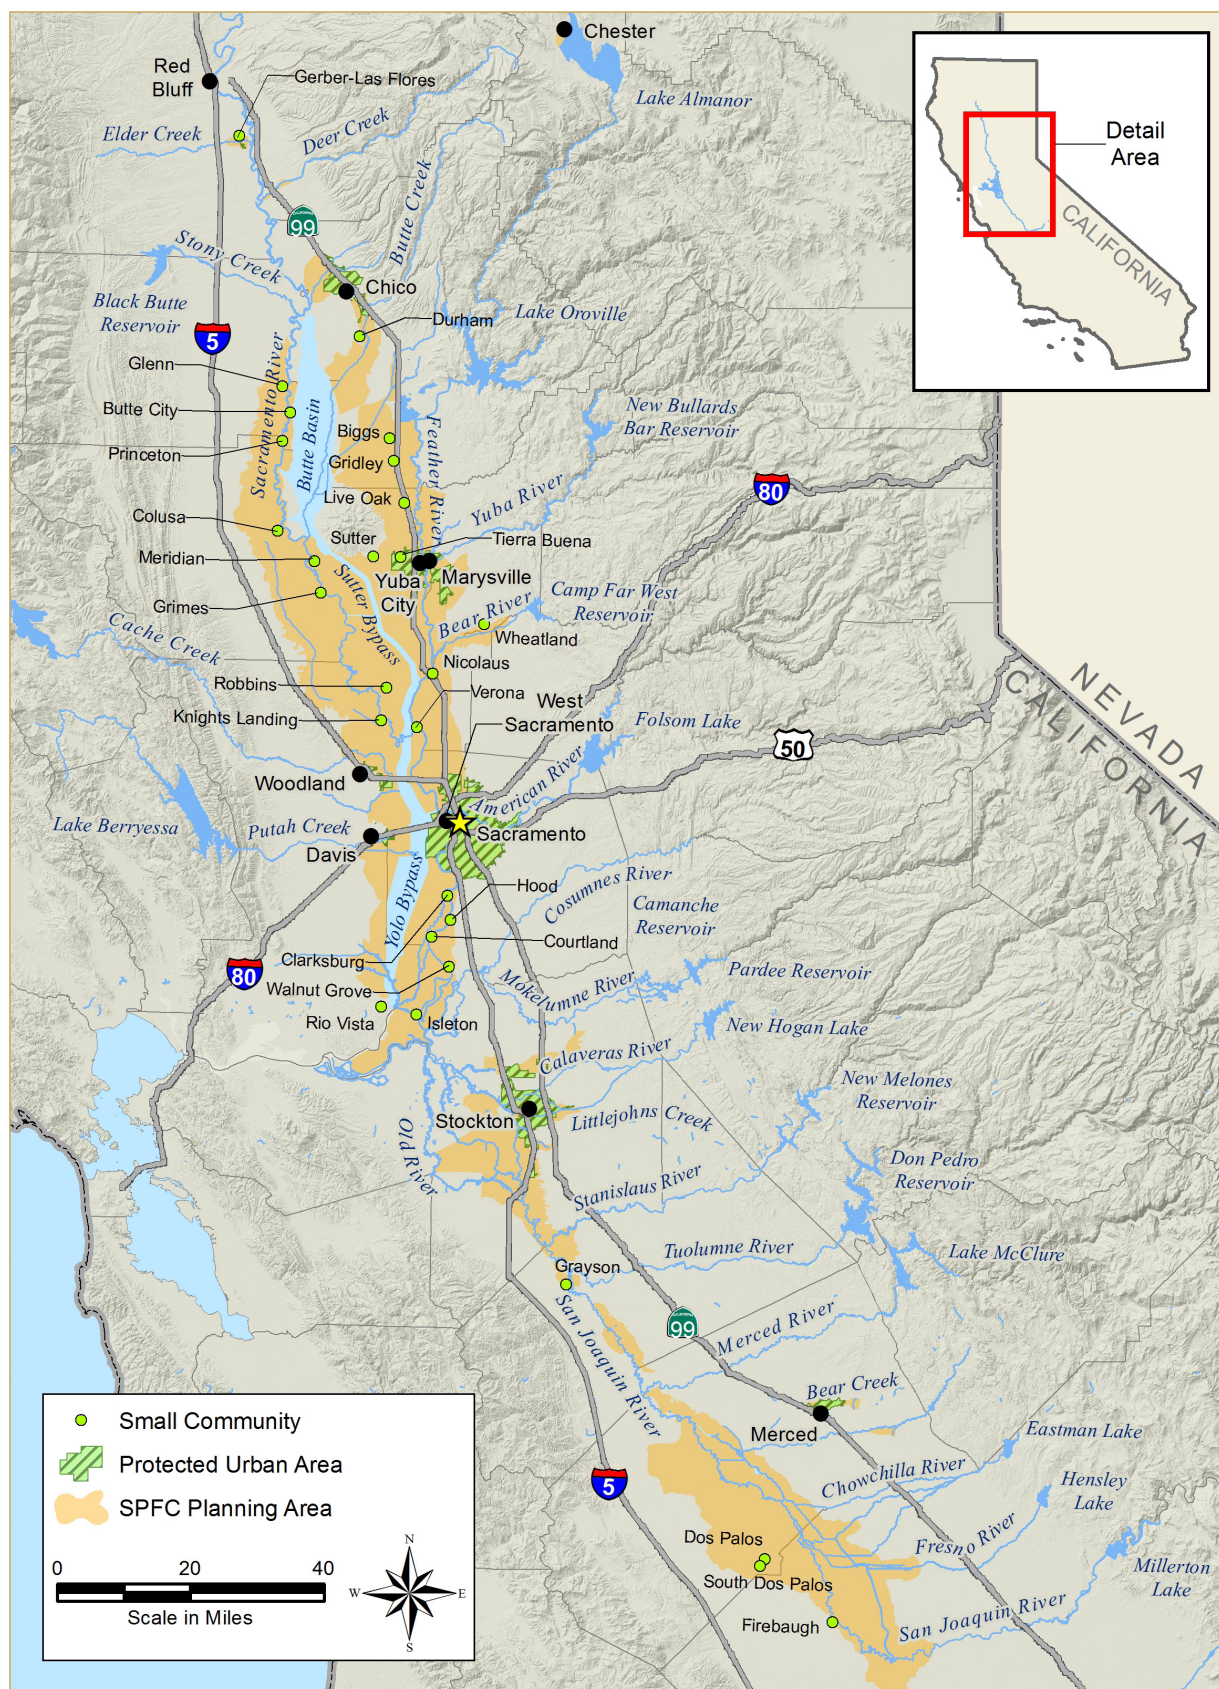 Chester
Red
Bluff
Gerber-Las Flores
Lake Almanor
Elder Creek
Deer Creek
Detail
Area
CALIFORNIA
CALIFORNIA
99
Butte Creek
Stony Creek
Chico
Black Butte
Reservoir
Lake Oroville
Durham
5
Glenn
Sacramento River
Butte City
Butte Basin
New Bullards
Bar Reservoir
Biggs
Feather River
Princeton
Gridley
80
Live Oak
Yuba River
Colusa
Sutter
Tierra Buena
Meridian
Yuba
City
Marysville
Sutter Bypass
Camp Far West
Reservoir
Grimes
Bear River
Wheatland
Cache Creek
Nicolaus
NEVADA
CALIFORNIA
Robbins
Verona
West
Sacramento
Knights Landing
Folsom Lake
50
Woodland
American River
Lake Berryessa
Putah Creek
Sacramento
Davis
Yolo Bypass
Hood
Cosumnes River
Camanche
Reservoir
Courtland
Clarksburg
80
Walnut Grove
Mokelumne River
Pardee Reservoir
Rio Vista
Isleton
New Hogan Lake
Calaveras River
New Melones
Reservoir
Stockton
Littlejohns Creek
Old River
Don Pedro
Reservoir
Stanislaus River
Tuolumne River
Lake McClure
Grayson
San Joaquin River
99
Merced River
Bear Creek
Merced
Eastman Lake
Chowchilla River
5
Hensley
Lake
Dos Palos
Fresno River
South Dos Palos
Millerton
Lake
Firebaugh
San Joaquin River
Small Community
Protected Urban Area
SPFC Planning Area
0 20 40
Scale in Miles
N
W E
S